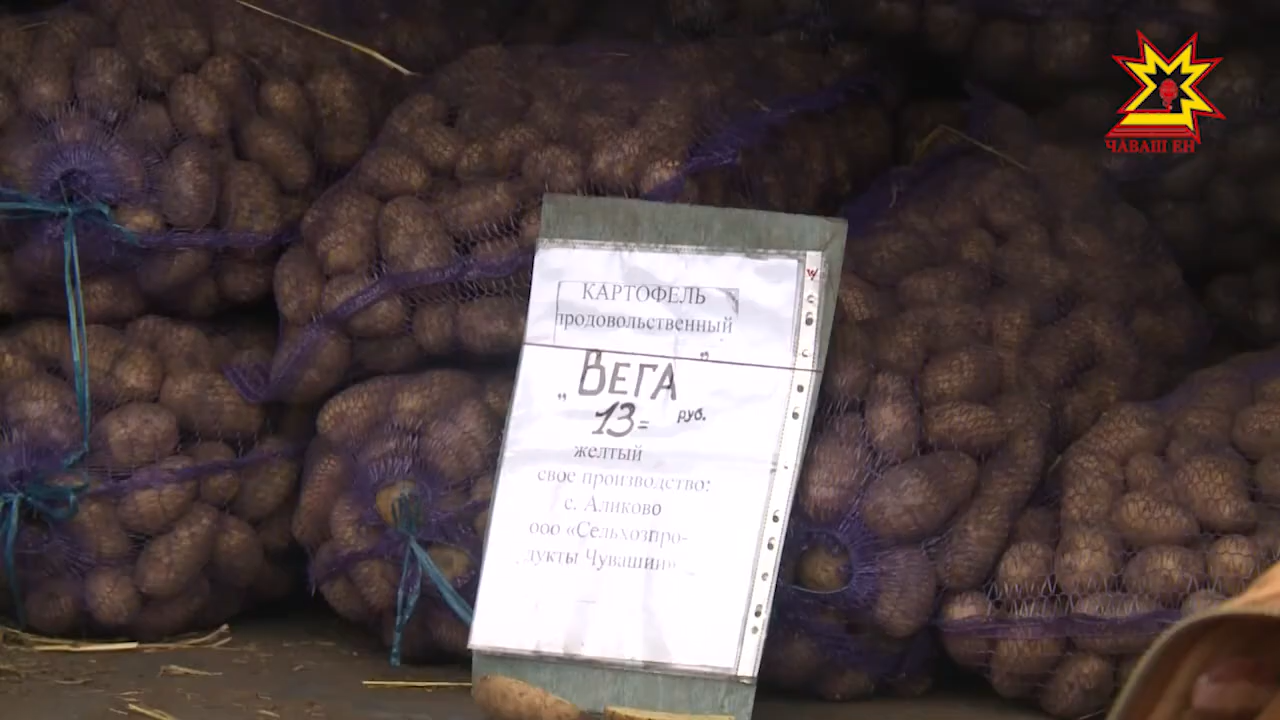 ЧАВАШ ЕН
КАРТОФЕЛЬ
продовольственный
„ ВЕГА ”
13= руб.
желтый
свое производство:
с. Аликово
ооо «Сельхозпро-
дукты Чувашии»